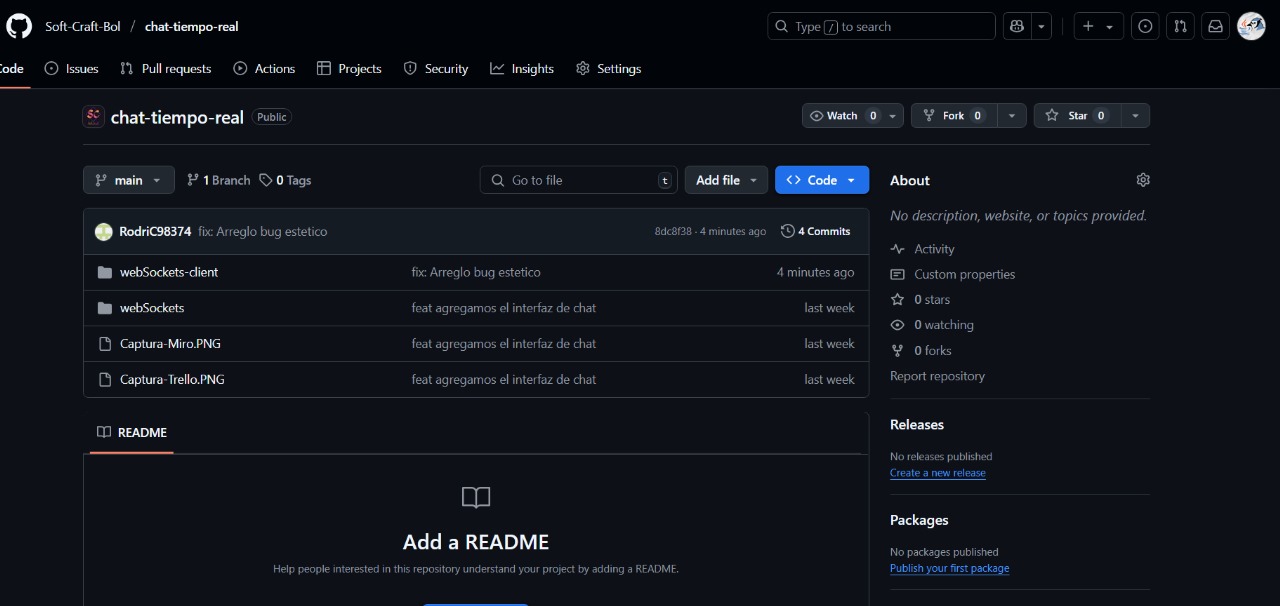 Soft-Craft-Bol / chat-tiempo-real Type / to search
Code Issues Pull requests Actions Projects Security Insights Settings
SC chat-tiempo-real Public Watch 0 Fork 0 Star 0
main 1 Branch 0 Tags Go to file t Add file Code
RodriC98374 fix: Arreglo bug estetico 8dc8f38 · 4 minutes ago 4 Commits
webSockets-client fix: Arreglo bug estetico 4 minutes ago
webSockets feat agregamos el interfaz de chat last week
Captura-Miro.PNG feat agregamos el interfaz de chat last week
Captura-Trello.PNG feat agregamos el interfaz de chat last week
README
Add a README
Help people interested in this repository understand your project by adding a README.
About
No description, website, or topics provided.
Activity
Custom properties
0 stars
0 watching
0 forks
Report repository
Releases
No releases published
Create a new release
Packages
No packages published
Publish your first package